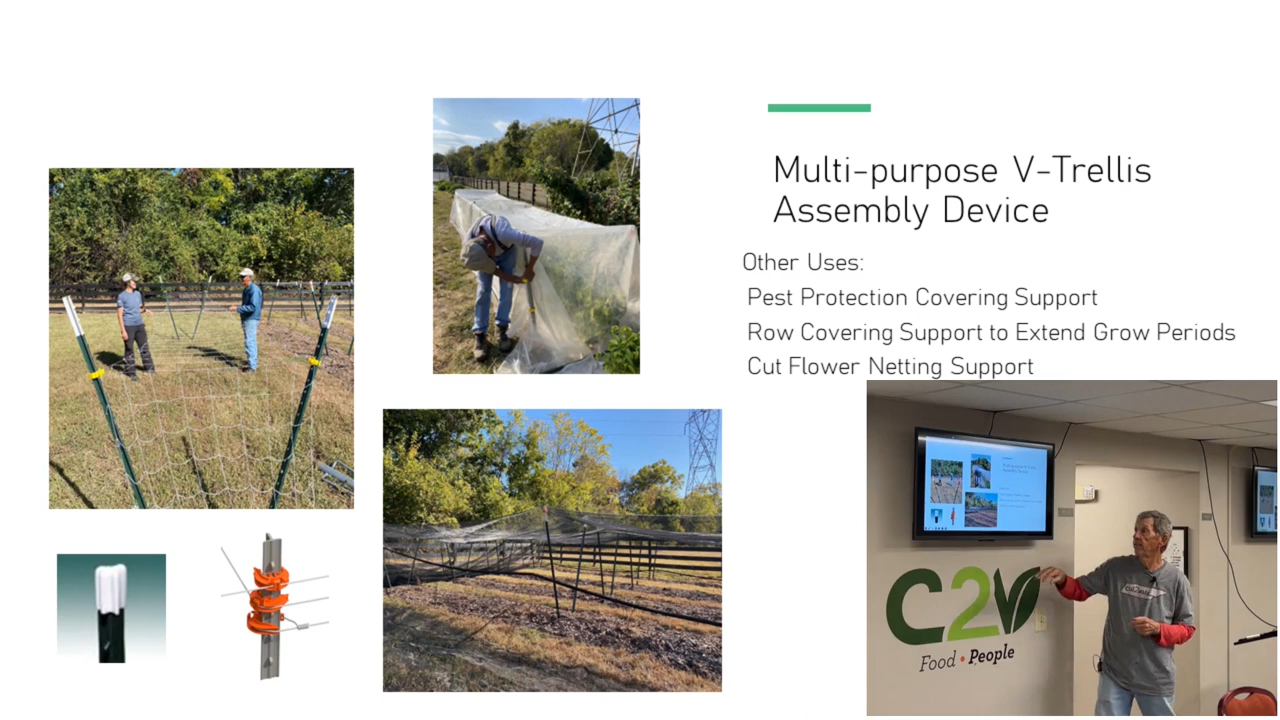 Multi-purpose V-Trellis
Assembly Device
Other Uses:
Pest Protection Covering Support
Row Covering Support to Extend Grow Periods
Cut Flower Netting Support
C2V
Food • People